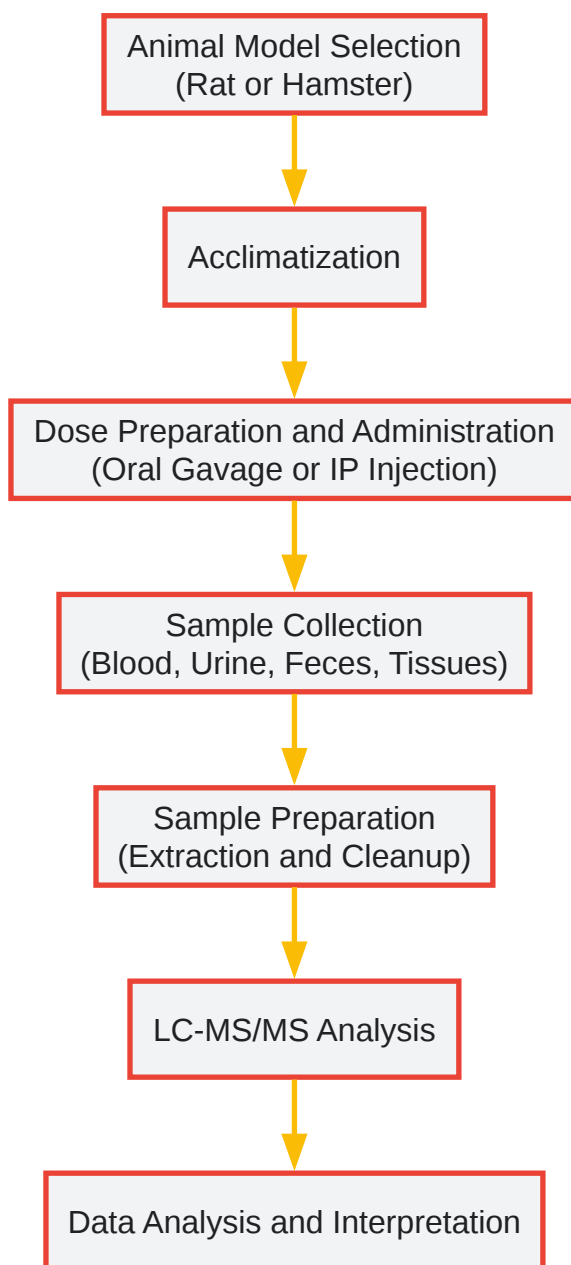 Animal Model Selection
(Rat or Hamster)
Acclimatization
Dose Preparation and Administration
(Oral Gavage or IP Injection)
Sample Collection
(Blood, Urine, Feces, Tissues)
Sample Preparation
(Extraction and Cleanup)
LC-MS/MS Analysis
Data Analysis and Interpretation